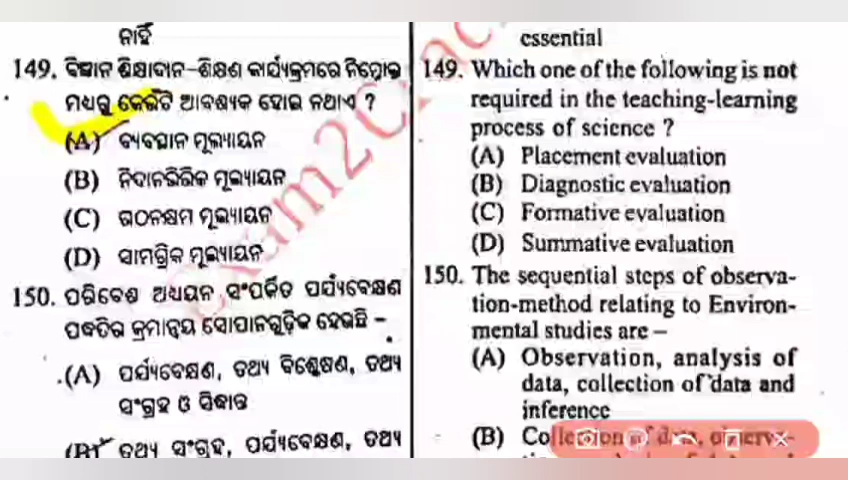 ନାହିଁ
149. ବିଜ୍ଞାନ ଶିକ୍ଷାଦାନ-ଶିକ୍ଷଣ କାର୍ଯ୍ୟକ୍ରମରେ ନିମ୍ନୋକ୍ତ
ମଧ୍ୟରୁ କେଉଁଟି ଆବଶ୍ୟକ ହୋଇ ନଥାଏ ?
(A) ବ୍ୟବସ୍ଥାନ ମୂଲ୍ୟାୟନ
(B) ନିଦାନଭିତ୍ତିକ ମୂଲ୍ୟାୟନ
(C) ଗଠନକ୍ଷମ ମୂଲ୍ୟାୟନ
(D) ସାମଗ୍ରିକ ମୂଲ୍ୟାୟନ
150. ପରିବେଶ ଅଧ୍ୟୟନ ସଂପର୍କିତ ପର୍ଯ୍ୟବେକ୍ଷଣ
ପଦ୍ଧତିର କ୍ରମାନ୍ୱୟ ସୋପାନଗୁଡ଼ିକ ହେଉଛି –
(A) ପର୍ଯ୍ୟବେକ୍ଷଣ, ତଥ୍ୟ ବିଶ୍ଳେଷଣ, ତଥ୍ୟ
ସଂଗ୍ରହ ଓ ସିଦ୍ଧାନ୍ତ
(B) ତଥ୍ୟ ସଂଗ୍ରହ, ପର୍ଯ୍ୟବେକ୍ଷଣ, ତଥ୍ୟ
essential
149. Which one of the following is not
required in the teaching-learning
process of science ?
(A) Placement evaluation
(B) Diagnostic evaluation
(C) Formative evaluation
(D) Summative evaluation
150. The sequential steps of observa-
tion-method relating to Environ-
mental studies are –
(A) Observation, analysis of
data, collection of data and
inference
(B) Collection of data, observa-